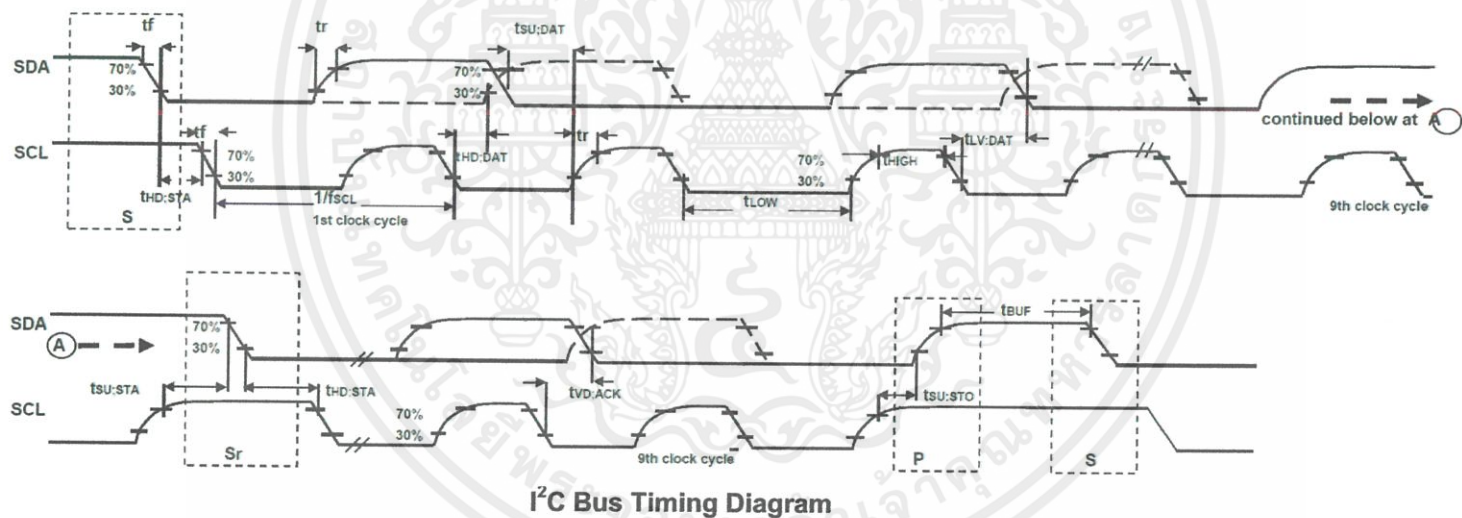 tf
tr
tSU;DAT
SDA
70%
30%
70%
30%
continued below at A
tf
tHD;DAT
tr
tLV:DAT
SCL
70%
30%
70%
30%
tHIGH
tHD:STA
1/fSCL
tLOW
S
1st clock cycle
9th clock cycle
SDA
70%
30%
tBUF
A
tSU;STA
tHD:STA
tVD;ACK
tSU:STO
SCL
70%
30%
Sr
9th clock cycle
P
S
I²C Bus Timing Diagram